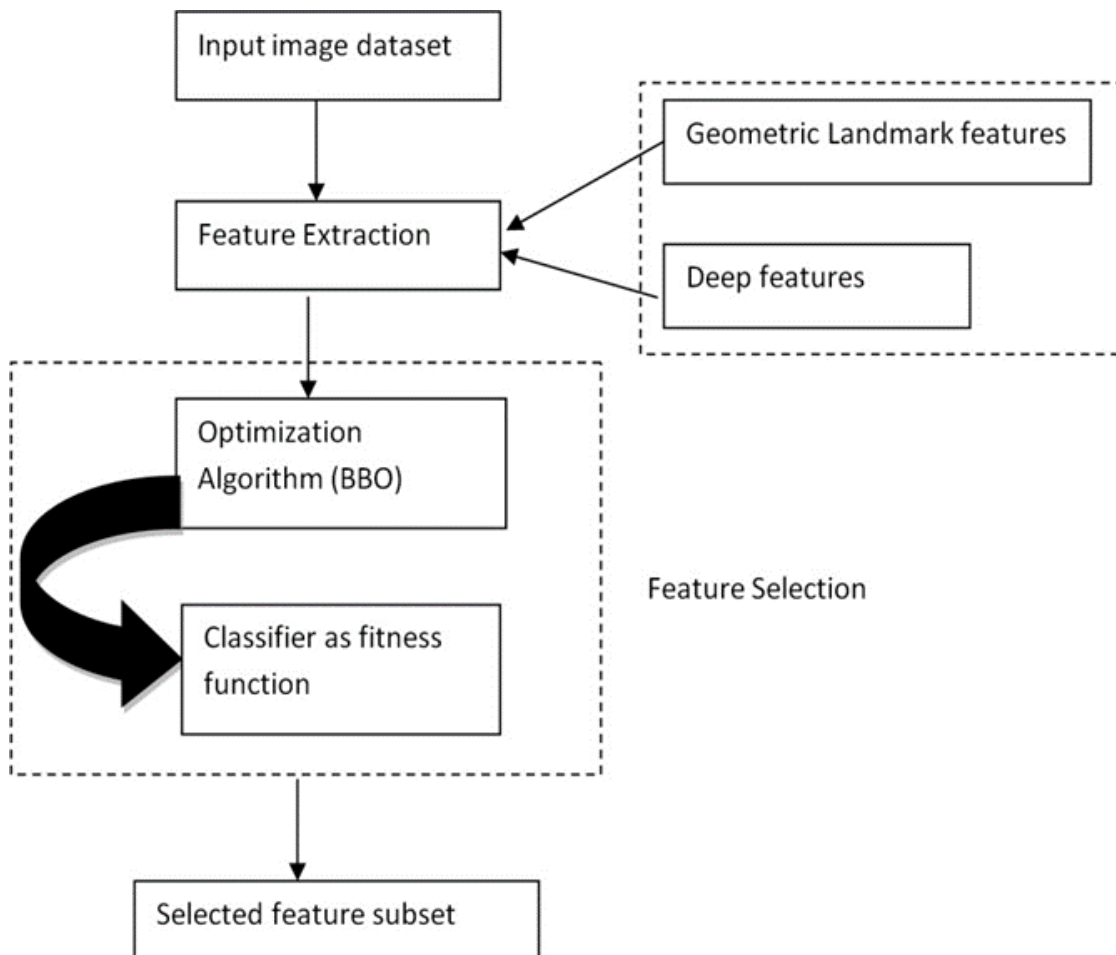 Input image dataset
Geometric Landmark features
Feature Extraction
Deep features
Optimization
Algorithm (BBO)
Feature Selection
Classifier as fitness
function
Selected feature subset